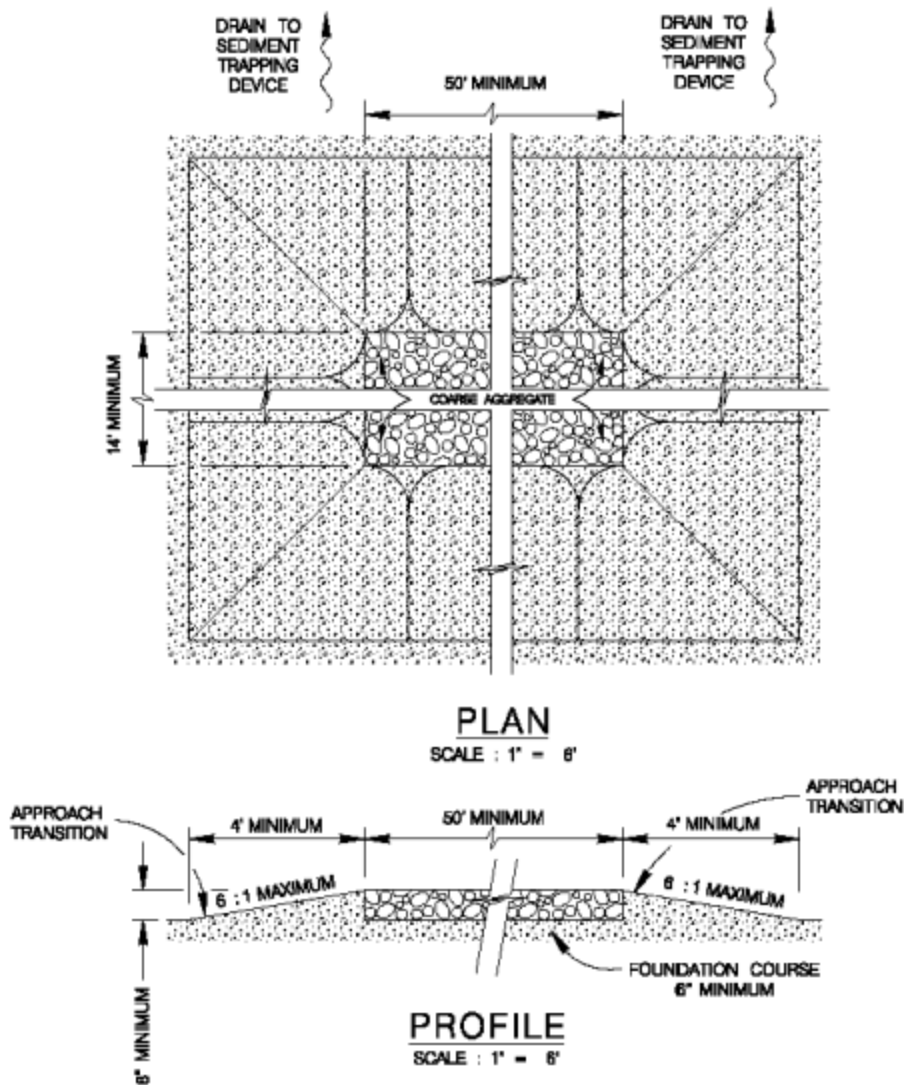 DRAIN TO
SEDIMENT
TRAPPING
DEVICE
DRAIN TO
SEDIMENT
TRAPPING
DEVICE
50' MINIMUM
14' MINIMUM
COARSE AGGREGATE
PLAN
SCALE : 1" = 6'
APPROACH
TRANSITION
4' MINIMUM
50' MINIMUM
4' MINIMUM
APPROACH
TRANSITION
6 : 1 MAXIMUM
6 : 1 MAXIMUM
MINIMUM
FOUNDATION COURSE
6" MINIMUM
PROFILE
SCALE : 1" = 6'